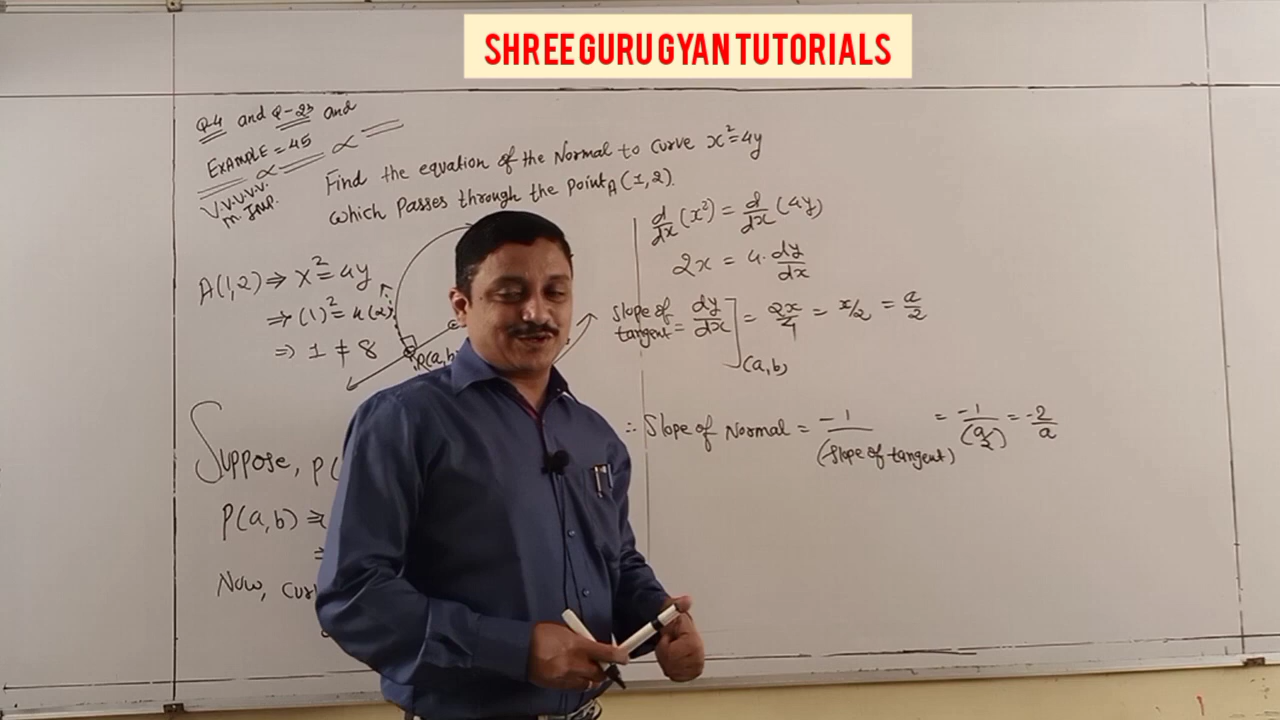 SHREE GURU GYAN TUTORIALS
Q-4 and Q-23 and
EXAMPLE = 45
V.V.V.V.V.
m. Imp.
Find the equation of the Normal to curve x² = 4y
which passes through the point A(1,2).
A(1,2) ⇒ x² = 4y
⇒ (1)² = 4(2)
⇒ 1 ≠ 8
P(a,b)
Suppose, P(
P(a,b) ⇒
⇒
Now,
d/dx (x²) = d/dx (4y)
2x = 4. dy/dx
slope of tangent = dy/dx](a,b) = 2x/4 = x/2 = a/2
∴ Slope of Normal = -1/(slope of tangent) = -1/(a/2) = -2/a